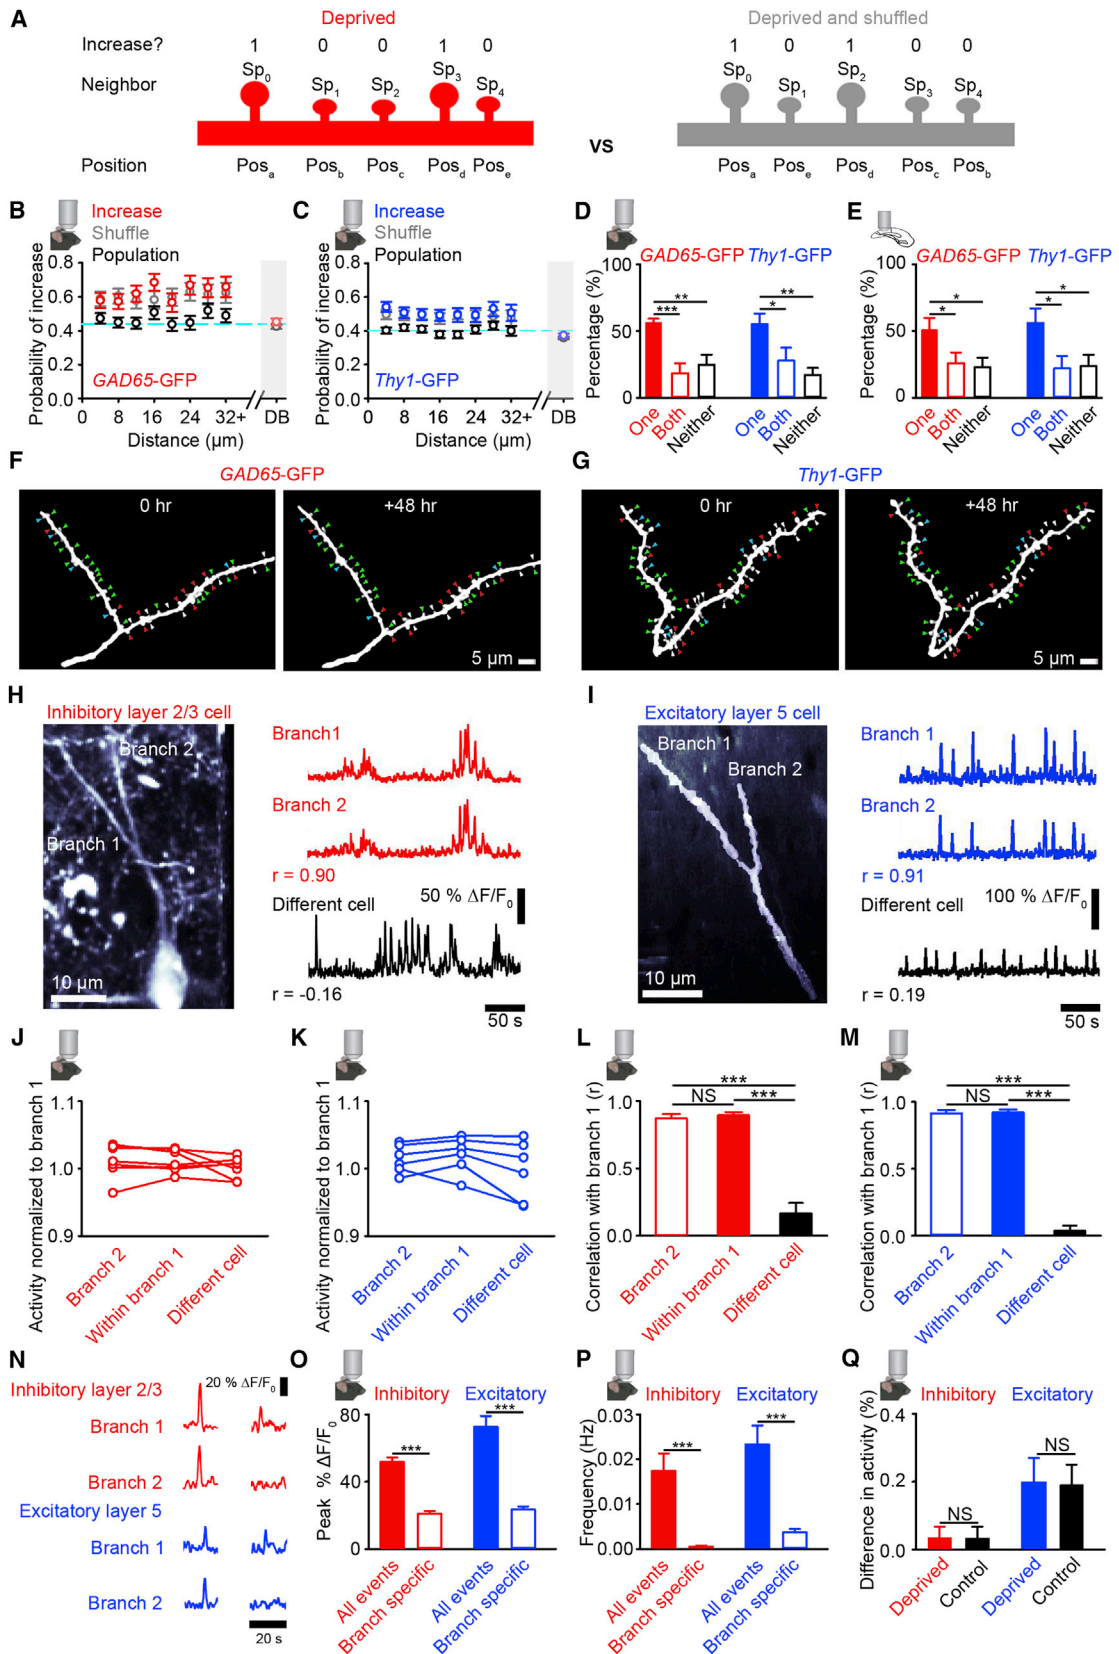 A
Deprived
Deprived and shuffled
Increase? 1 0 0 1 0
1 0 1 0 0
Neighbor Sp0 Sp1 Sp2 Sp3 Sp4
Sp0 Sp1 Sp2 Sp3 Sp4
vs
Position Posa Posb Posc Posd Pose
Posa Pose Posd Posc Posb
B
Increase
Shuffle
Population
Probability of increase
0.8
0.6
0.4
0.2
0.0
GAD65-GFP
0 8 16 24 32+ DB
Distance (µm)
C
Increase
Shuffle
Population
Probability of increase
0.8
0.6
0.4
0.2
0.0
Thy1-GFP
0 8 16 24 32+ DB
Distance (µm)
D
GAD65-GFP Thy1-GFP
Percentage (%)
100
50
0
*** ** * **
One Both Neither One Both Neither
E
GAD65-GFP Thy1-GFP
Percentage (%)
100
50
0
* * * *
One Both Neither One Both Neither
F
GAD65-GFP
0 hr
+48 hr
5 µm
G
Thy1-GFP
0 hr
+48 hr
5 µm
H
Inhibitory layer 2/3 cell
Branch 2
Branch 1
10 µm
Branch1
Branch 2
r = 0.90
50 % ΔF/F0
Different cell
r = -0.16
50 s
I
Excitatory layer 5 cell
Branch 1
Branch 2
10 µm
Branch 1
Branch 2
r = 0.91
100 % ΔF/F0
Different cell
r = 0.19
50 s
J
Activity normalized to branch 1
1.11
1.0
0.9
Branch 2
Within branch 1
Different cell
K
Activity normalized to branch 1
1.11
1.0
0.9
Branch 2
Within branch 1
Different cell
L
Correlation with branch 1 (r)
1.0
0.5
0.0
***
NS ***
Branch 2
Within branch 1
Different cell
M
Correlation with branch 1 (r)
1.0
0.5
0.0
***
NS ***
Branch 2
Within branch 1
Different cell
N
Inhibitory layer 2/3
20 % ΔF/F0
Branch 1
Branch 2
Excitatory layer 5
Branch 1
Branch 2
20 s
O
Inhibitory Excitatory
Peak % ΔF/F0
80
40
0
*** ***
All events
Branch specific
All events
Branch specific
P
Inhibitory Excitatory
Frequency (Hz)
0.03
0.02
0.01
0.00
*** ***
All events
Branch specific
All events
Branch specific
Q
Inhibitory Excitatory
Difference in activity (%)
0.4
0.2
0.0
NS NS
Deprived
Control
Deprived
Control